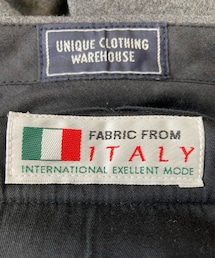 UNIQUE CLOTHING
WAREHOUSE
FABRIC FROM
ITALY
INTERNATIONAL EXELLENT MODE